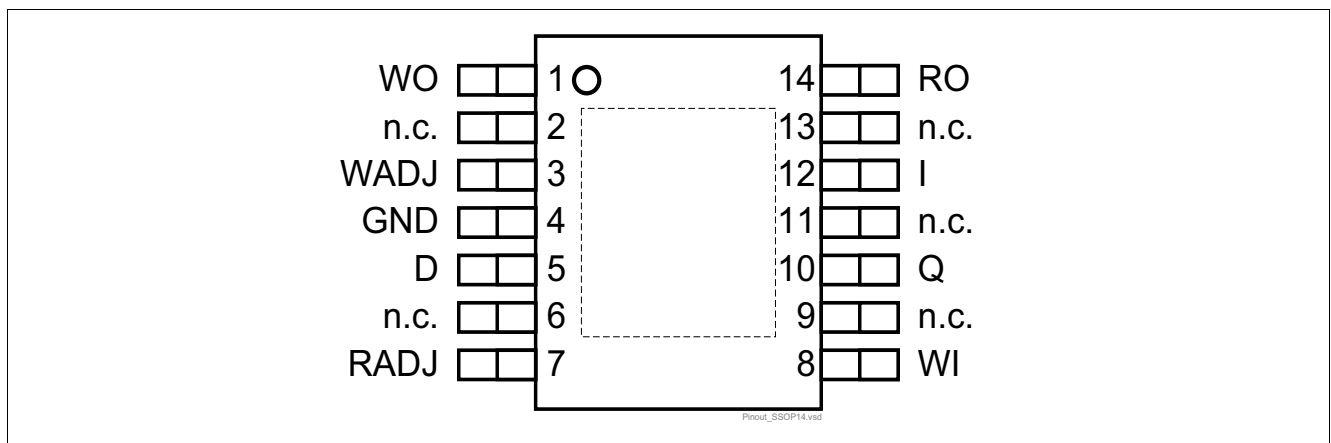 WO 1 14 RO
n.c. 2 13 n.c.
WADJ 3 12 I
GND 4 11 n.c.
D 5 10 Q
n.c. 6 9 n.c.
RADJ 7 8 WI
Pinout_SSOP14.vsd